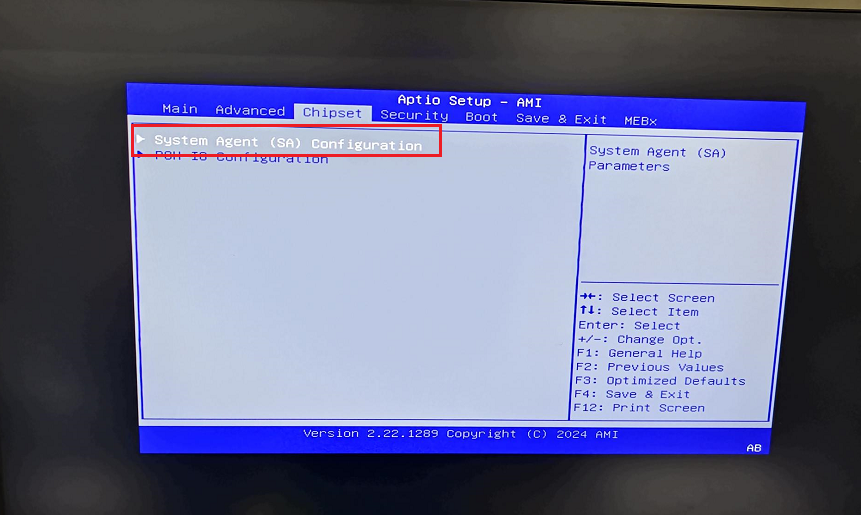 Aptio Setup - AMI
Main Advanced Chipset Security Boot Save & Exit MEBx
System Agent (SA) Configuration
PCH-IO Configuration
System Agent (SA)
Parameters
→←: Select Screen
↑↓: Select Item
Enter: Select
+/-: Change Opt.
F1: General Help
F2: Previous Values
F3: Optimized Defaults
F4: Save & Exit
F12: Print Screen
Version 2.22.1289 Copyright (C) 2024 AMI
AB